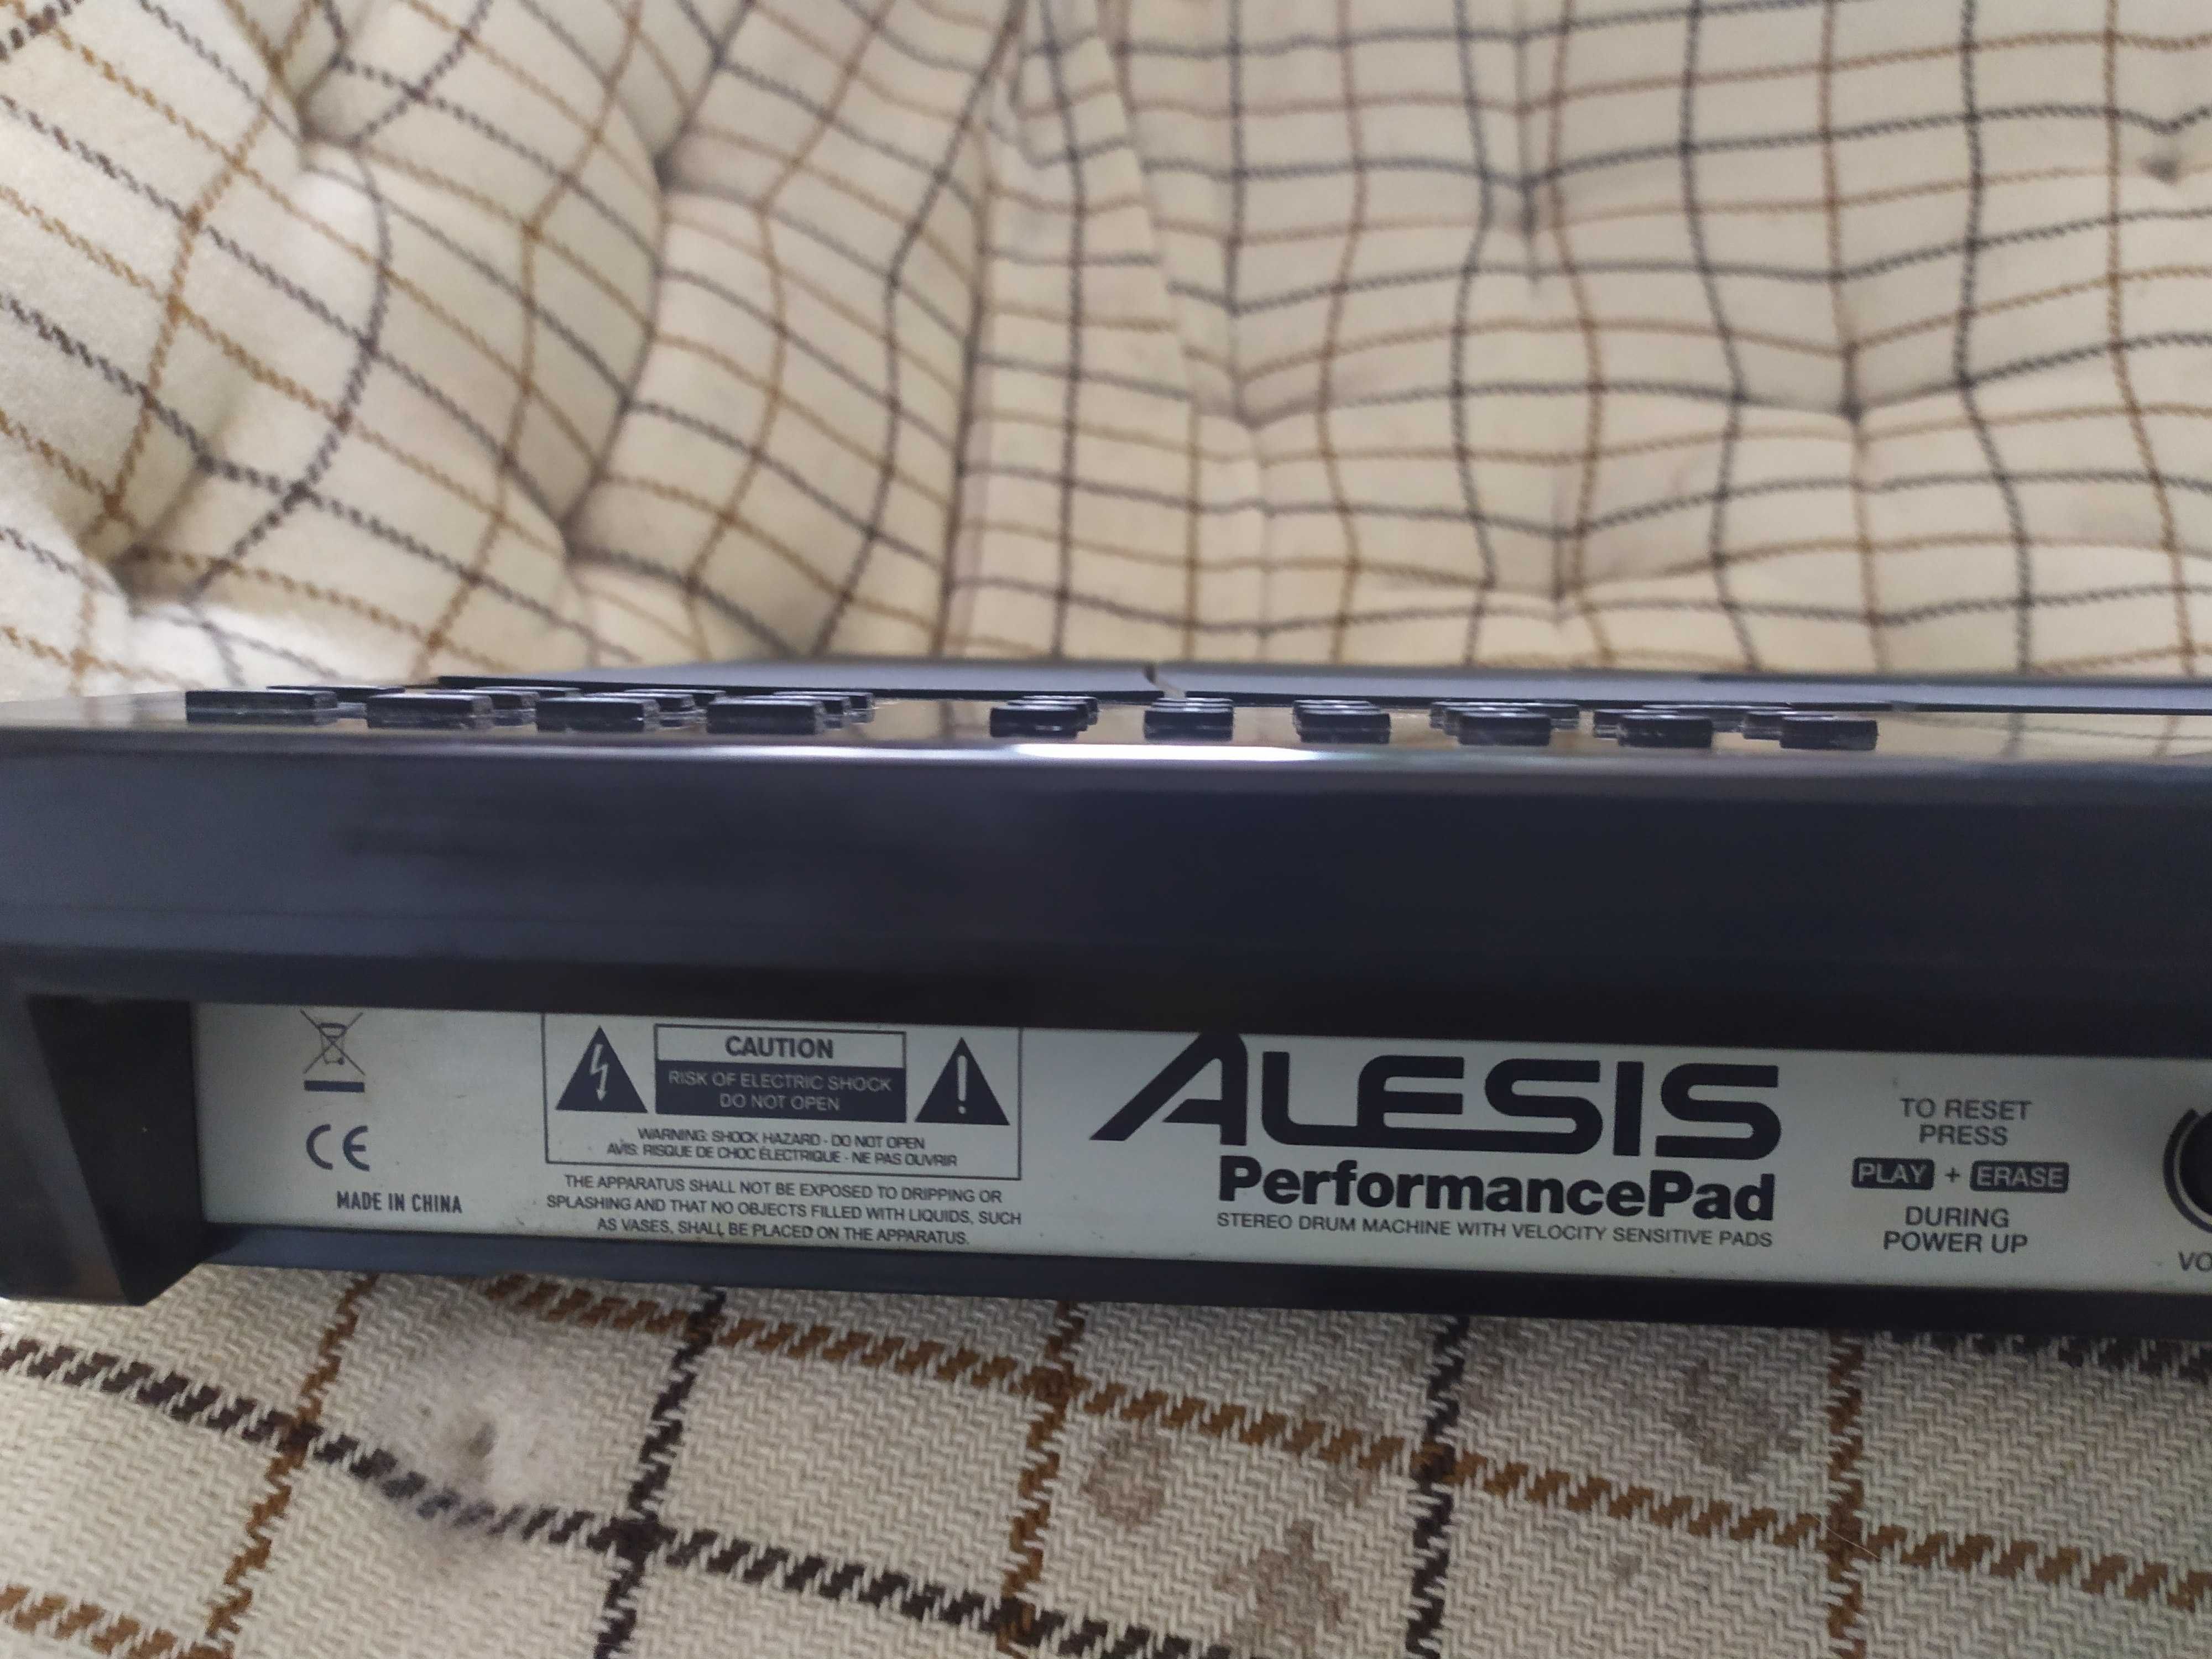 CE
MADE IN CHINA
CAUTION
RISK OF ELECTRIC SHOCK
DO NOT OPEN
WARNING: SHOCK HAZARD - DO NOT OPEN
AVIS: RISQUE DE CHOC ÉLECTRIQUE - NE PAS OUVRIR
THE APPARATUS SHALL NOT BE EXPOSED TO DRIPPING OR
SPLASHING AND THAT NO OBJECTS FILLED WITH LIQUIDS, SUCH
AS VASES, SHALL BE PLACED ON THE APPARATUS.
ALESIS
PerformancePad
STEREO DRUM MACHINE WITH VELOCITY SENSITIVE PADS
TO RESET
PRESS
PLAY + ERASE
DURING
POWER UP
VO